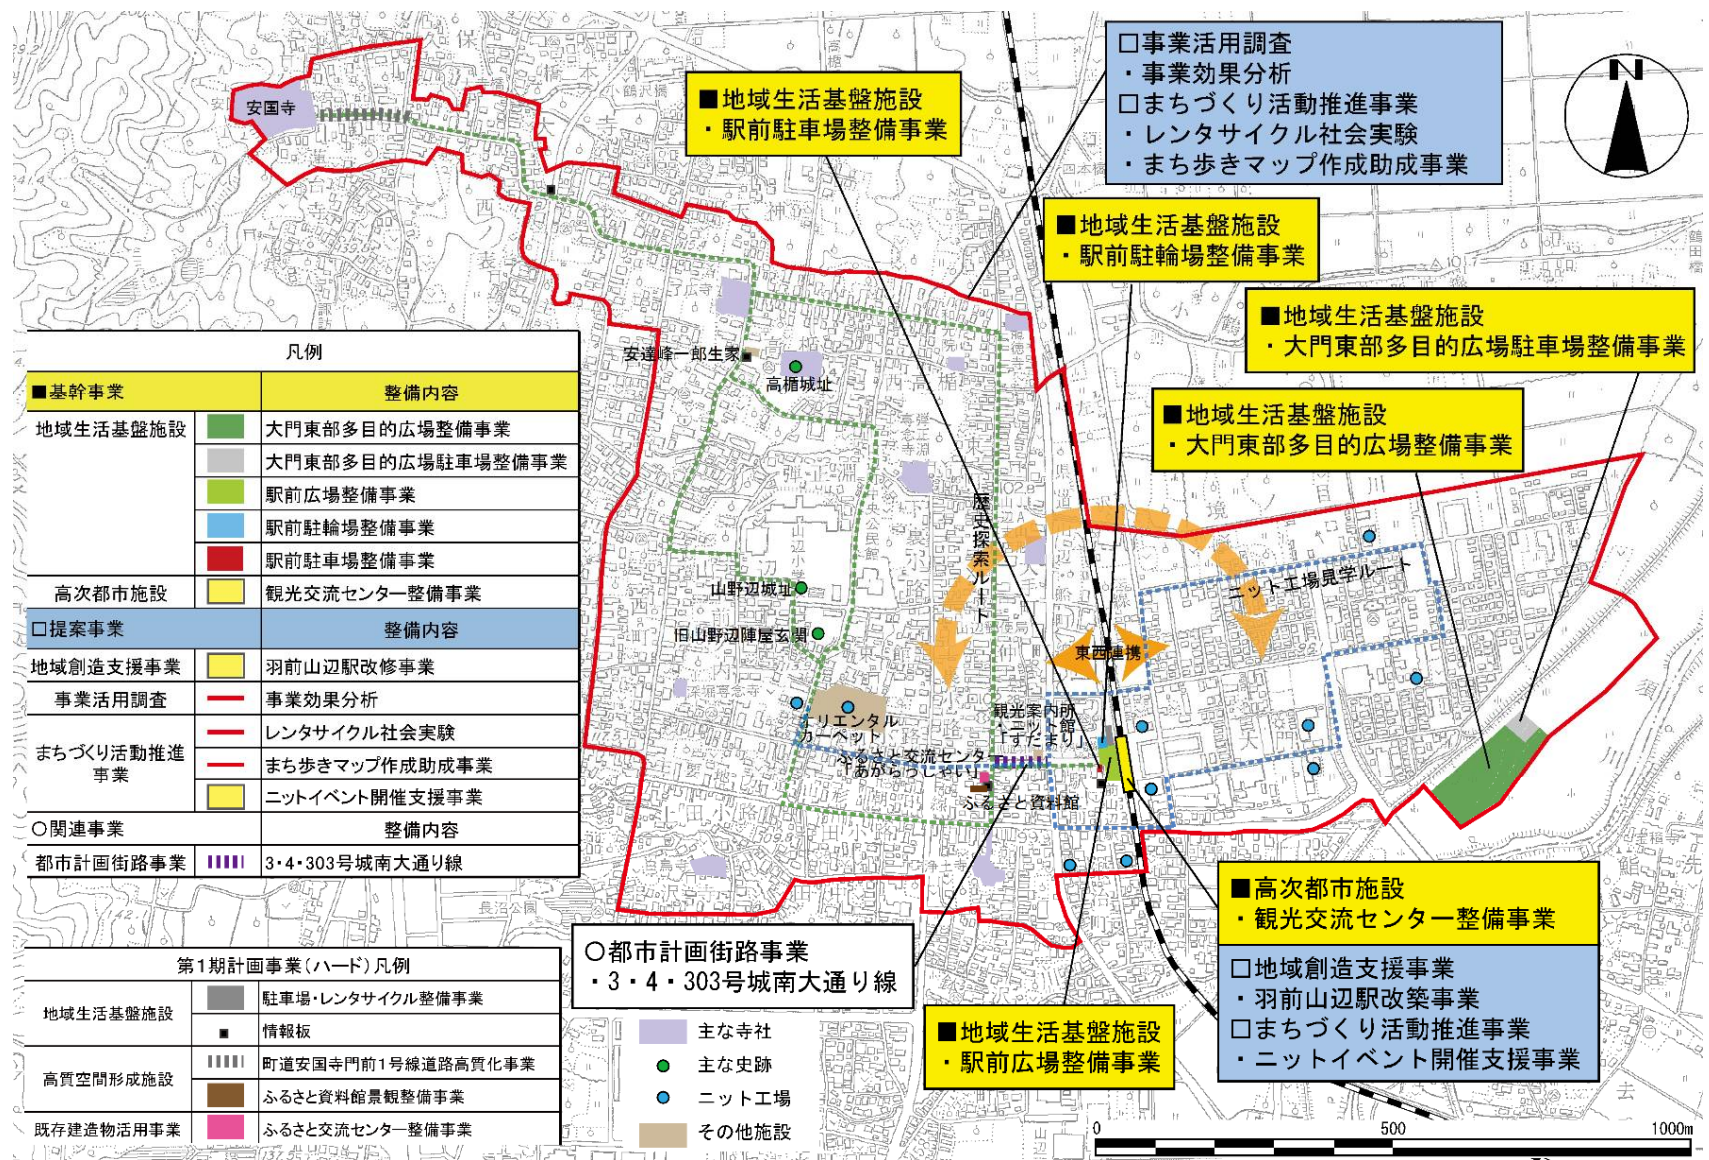 ■地域生活基盤施設
・駅前駐車場整備事業
□事業活用調査
・事業効果分析
□まちづくり活動推進事業
・レンタサイクル社会実験
・まち歩きマップ作成助成事業
N
■地域生活基盤施設
・駅前駐輪場整備事業
■地域生活基盤施設
・大門東部多目的広場駐車場整備事業
■地域生活基盤施設
・大門東部多目的広場整備事業
安国寺
安達峰一郎生家
高楯城址
歴史探索ルート
山野辺城址
旧山野辺陣屋玄関
ニット工場見学ルート
東西連携
オリエンタル
カーペット
観光案内所
・ニット館
「すだまり」
ふるさと交流センタ
「あがらっしゃい」
ふるさと資料館
長沼公園
凡例
■基幹事業 整備内容
地域生活基盤施設 大門東部多目的広場整備事業
大門東部多目的広場駐車場整備事業
駅前広場整備事業
駅前駐輪場整備事業
駅前駐車場整備事業
高次都市施設 観光交流センター整備事業
□提案事業 整備内容
地域創造支援事業 羽前山辺駅改修事業
事業活用調査 事業効果分析
まちづくり活動推進事業 レンタサイクル社会実験
まち歩きマップ作成助成事業
ニットイベント開催支援事業
○関連事業 整備内容
都市計画街路事業 3・4・303号城南大通り線
第1期計画事業(ハード)凡例
地域生活基盤施設 駐車場・レンタサイクル整備事業
情報板
高質空間形成施設 町道安国寺門前1号線道路高質化事業
ふるさと資料館景観整備事業
既存建造物活用事業 ふるさと交流センター整備事業
○都市計画街路事業
・3・4・303号城南大通り線
主な寺社
主な史跡
ニット工場
その他施設
■地域生活基盤施設
・駅前広場整備事業
■高次都市施設
・観光交流センター整備事業
□地域創造支援事業
・羽前山辺駅改築事業
□まちづくり活動推進事業
・ニットイベント開催支援事業
0 500 1000m